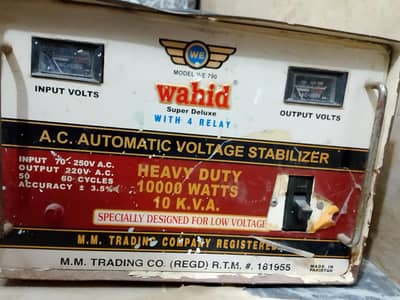 WE
MODEL WE 790
INPUT VOLTS
wahid
OUTPUT VOLTS
Super Deluxe
WITH 4 RELAY
A.C. AUTOMATIC VOLTAGE STABILIZER
INPUT 70-250V A.C.
OUTPUT 220V A.C.
50 60 CYCLES
ACCURACY ± 3.5%
HEAVY DUTY
10000 WATTS
10 K.V.A.
SPECIALLY DESIGNED FOR LOW VOLTAGE
M.M. TRADING COMPANY REGISTERED
M.M. TRADING CO. (REGD) R.T.M. #. 161955
MADE IN
PAKISTAN